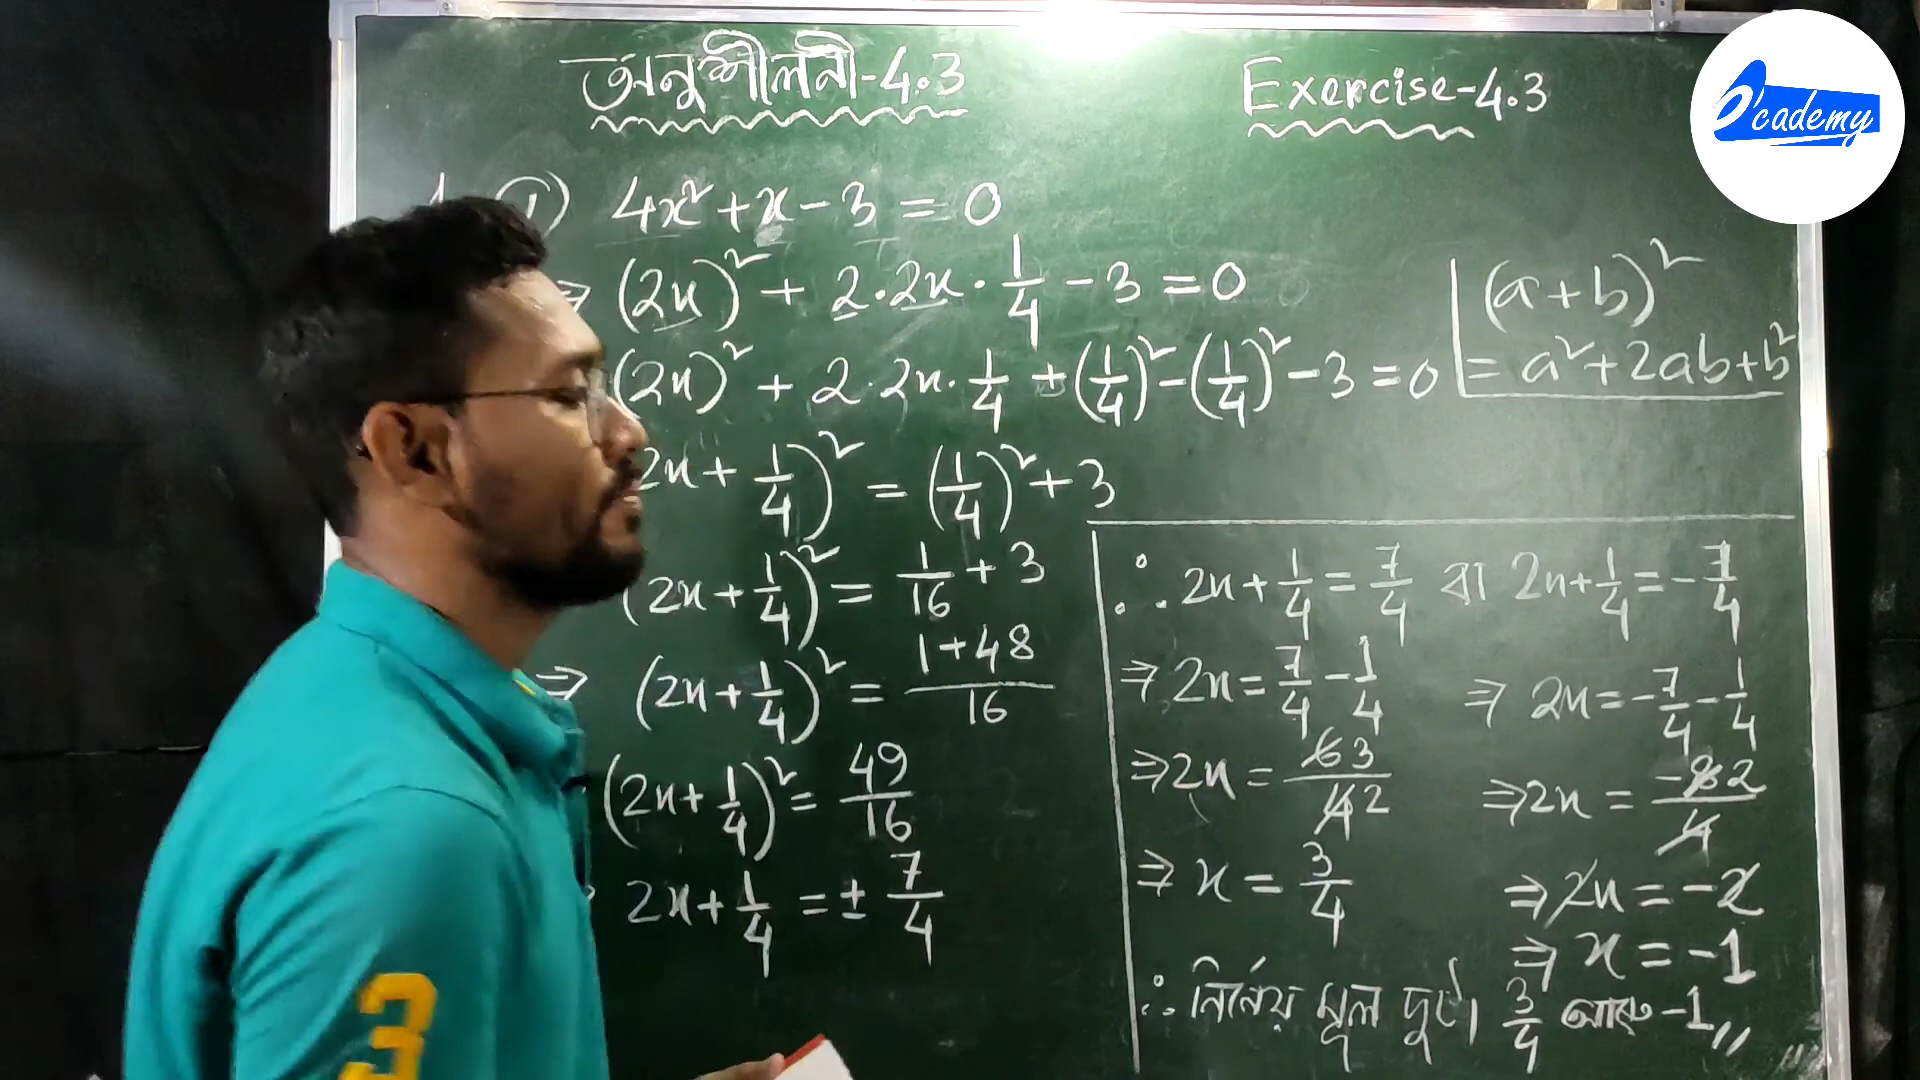 অনুশীলনী-4.3
Exercise-4.3
D'cademy
4x² + x - 3 = 0
⇒ (2x)² + 2·2x·1/4 - 3 = 0
(2x)² + 2·2x·1/4 + (1/4)² - (1/4)² - 3 = 0
2x + 1/4)² = (1/4)² + 3
(2x + 1/4)² = 1/16 + 3
⇒ (2x + 1/4)² = (1+48)/16
(2x + 1/4)² = 49/16
2x + 1/4 = ± 7/4
(a+b)²
= a² + 2ab + b²
∴ 2x + 1/4 = 7/4 বা 2x + 1/4 = -7/4
⇒ 2x = 7/4 - 1/4 ⇒ 2x = -7/4 - 1/4
⇒ 2x = 6 3/4 2 ⇒ 2x = -8 2/4
⇒ x = 3/4 ⇒ 2x = -2
⇒ x = -1
∴ নিৰ্ণেয় মূল দুটা 3/4 আৰু -1,,